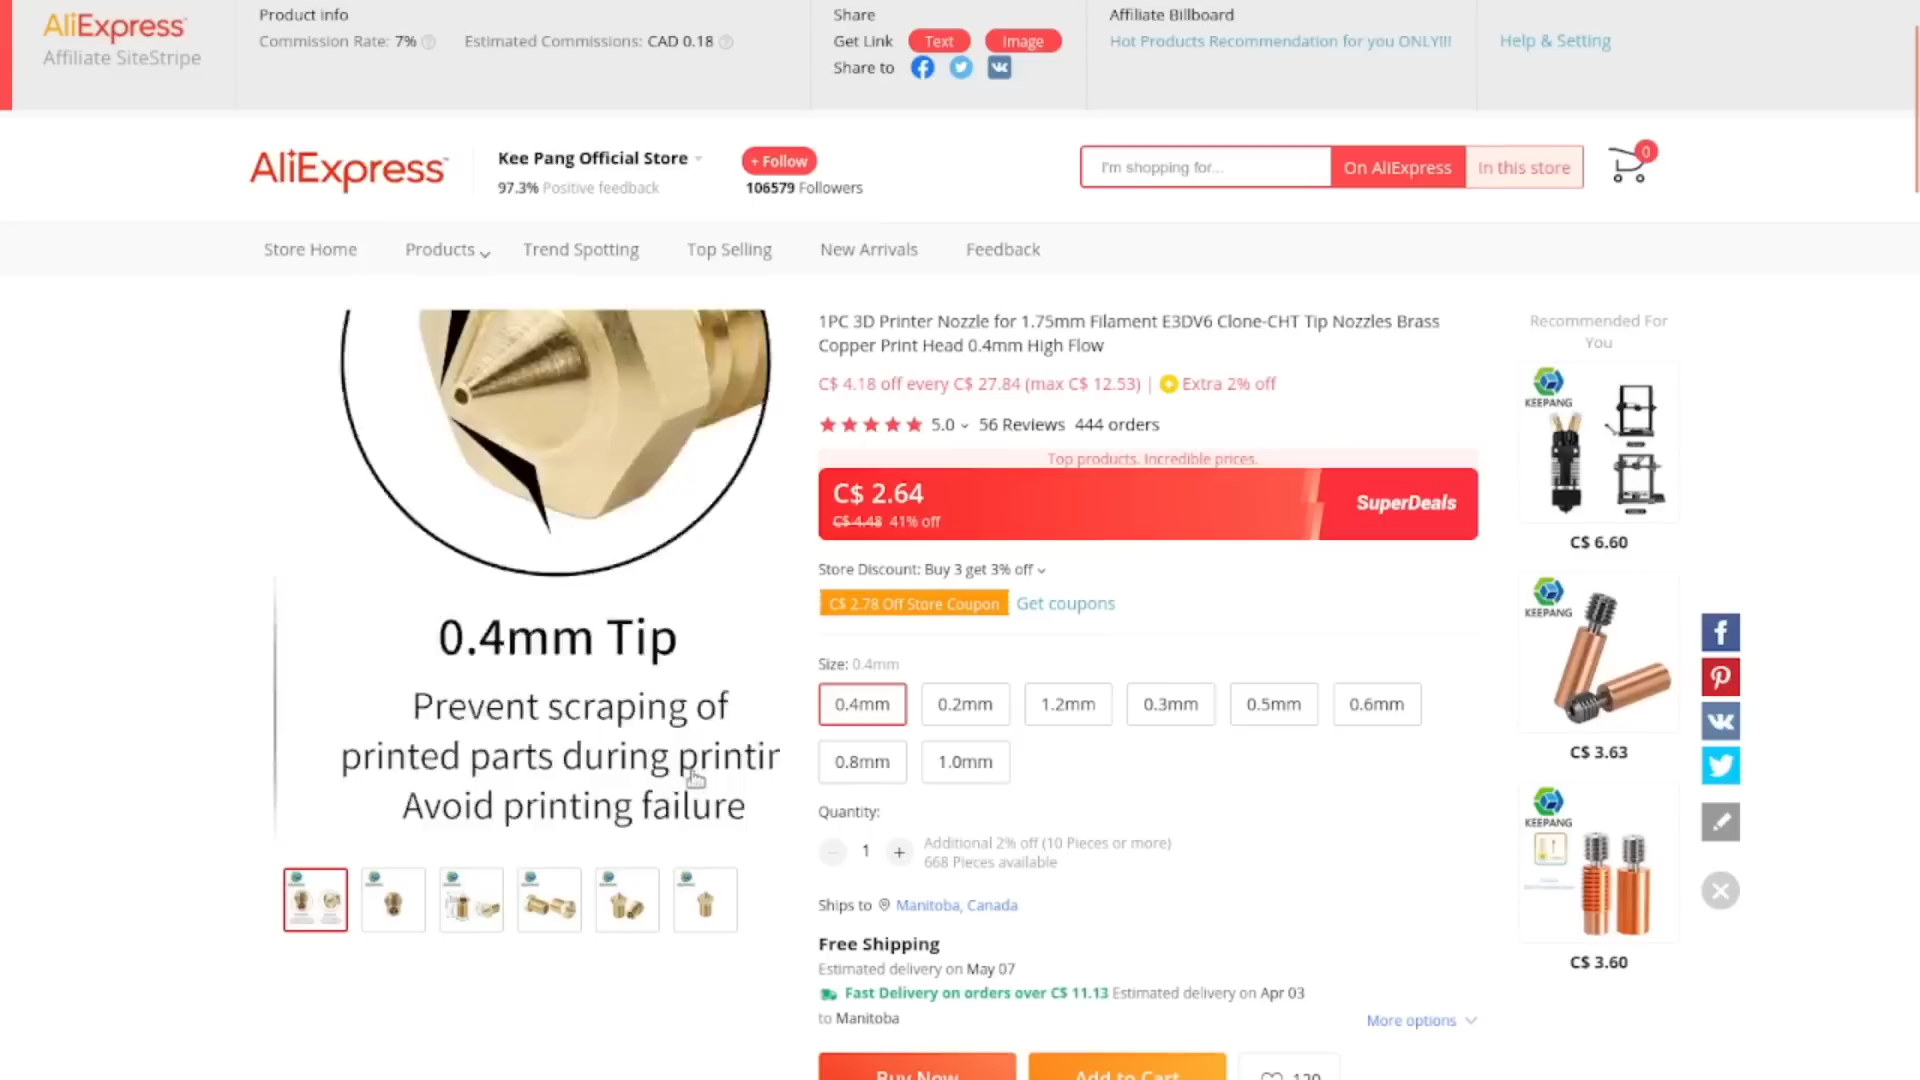 AliExpress
Affiliate SiteStripe
Product info
Commission Rate: 7%
Estimated Commissions: CAD 0.18
Share
Get Link Text Image
Share to
Affiliate Billboard
Hot Products Recommendation for you ONLY!!!
Help & Setting
AliExpress
Kee Pang Official Store
97.3% Positive feedback
+ Follow
106579 Followers
I'm shopping for...
On AliExpress
In this store
0
Store Home
Products
Trend Spotting
Top Selling
New Arrivals
Feedback
0.4mm Tip
Prevent scraping of
printed parts during printin
Avoid printing failure
1PC 3D Printer Nozzle for 1.75mm Filament E3DV6 Clone-CHT Tip Nozzles Brass
Copper Print Head 0.4mm High Flow
C$ 4.18 off every C$ 27.84 (max C$ 12.53) | Extra 2% off
5.0 56 Reviews 444 orders
Top products. Incredible prices.
C$ 2.64
C$ 4.48 41% off
SuperDeals
Store Discount: Buy 3 get 3% off
C$ 2.78 Off Store Coupon Get coupons
Size: 0.4mm
0.4mm 0.2mm 1.2mm 0.3mm 0.5mm 0.6mm
0.8mm 1.0mm
Quantity:
1 +
Additional 2% off (10 Pieces or more)
668 Pieces available
Ships to Manitoba, Canada
Free Shipping
Estimated delivery on May 07
Fast Delivery on orders over C$ 11.13 Estimated delivery on Apr 03
to Manitoba
More options
Buy Now Add to Cart 120
Recommended For
You
KEEPANG
C$ 6.60
KEEPANG
C$ 3.63
KEEPANG
C$ 3.60